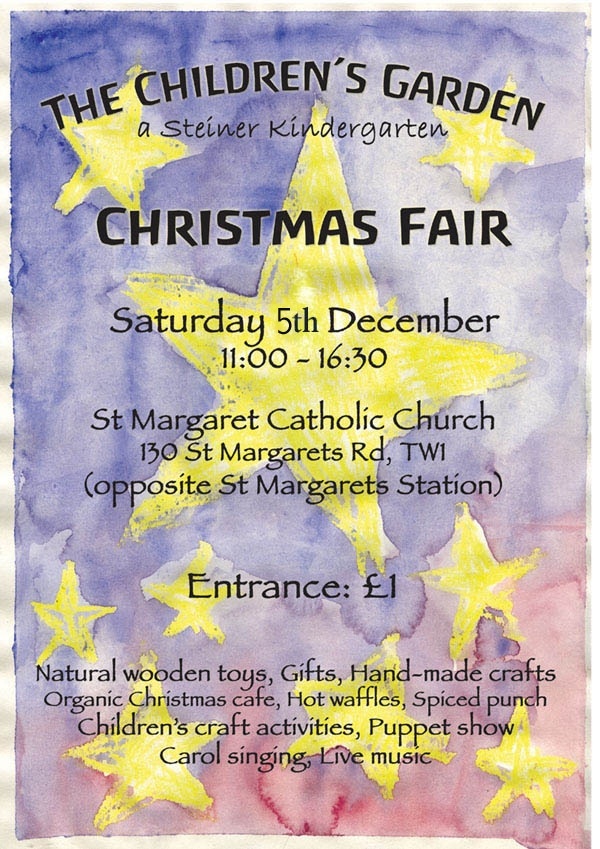 THE CHILDREN'S GARDEN
a Steiner Kindergarten
CHRISTMAS FAIR
Saturday 5th December
11:00 - 16:30
St Margaret Catholic Church
130 St Margarets Rd, TW1
(opposite St Margarets Station)
Entrance: £1
Natural wooden toys, Gifts, Hand-made crafts
Organic Christmas cafe, Hot waffles, Spiced punch
Children's craft activities, Puppet show
Carol singing, Live music